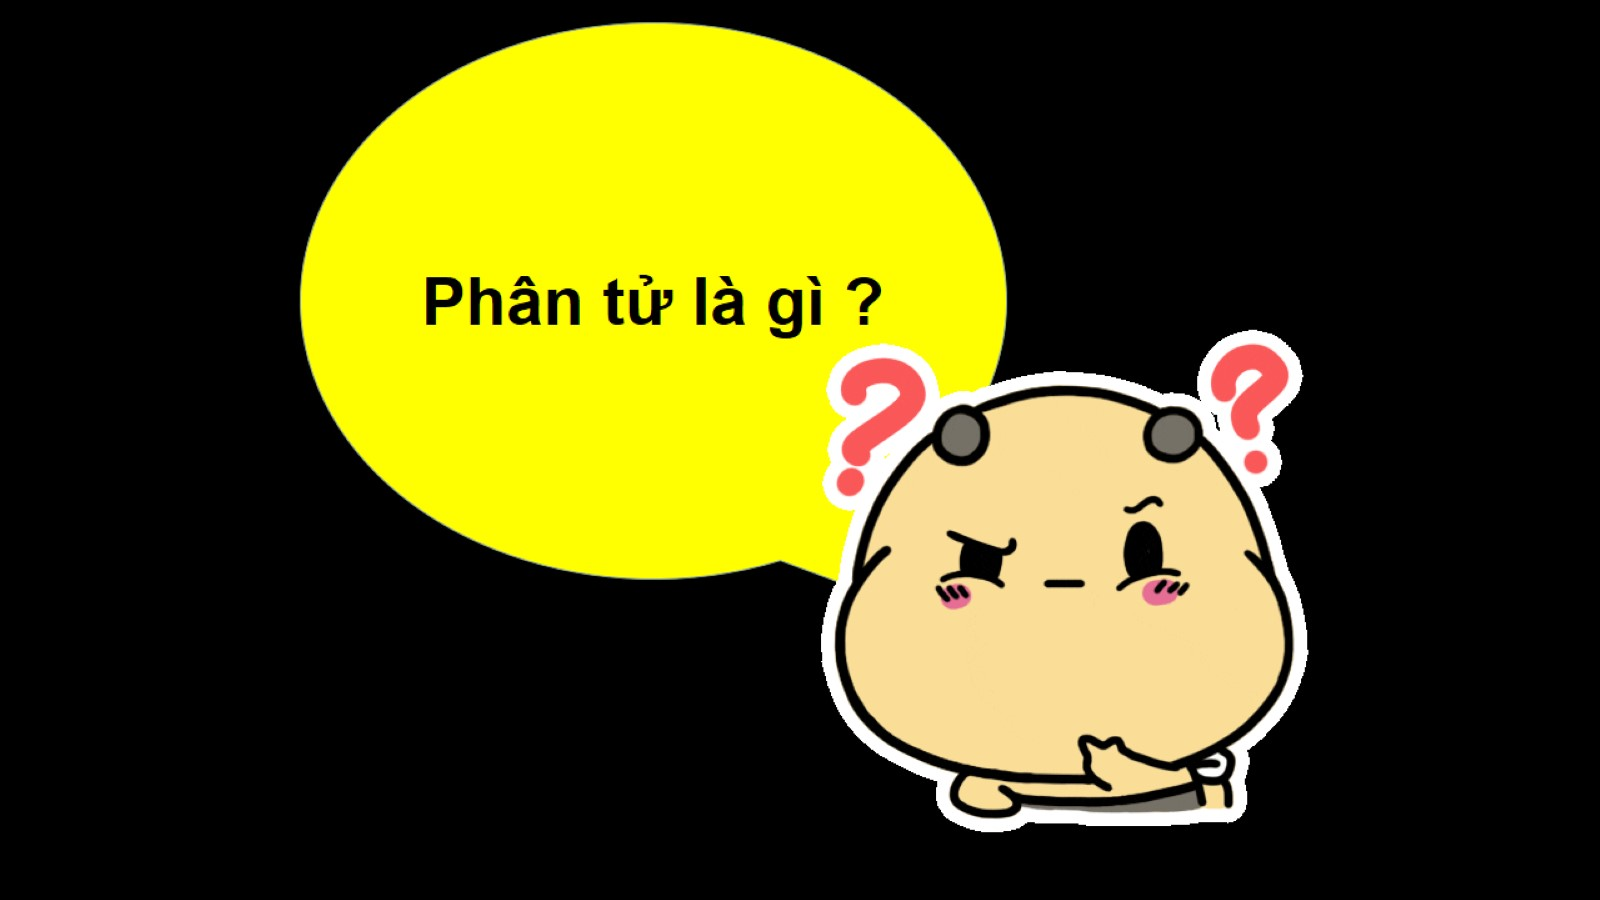 Phân tử là gì ?
? ?